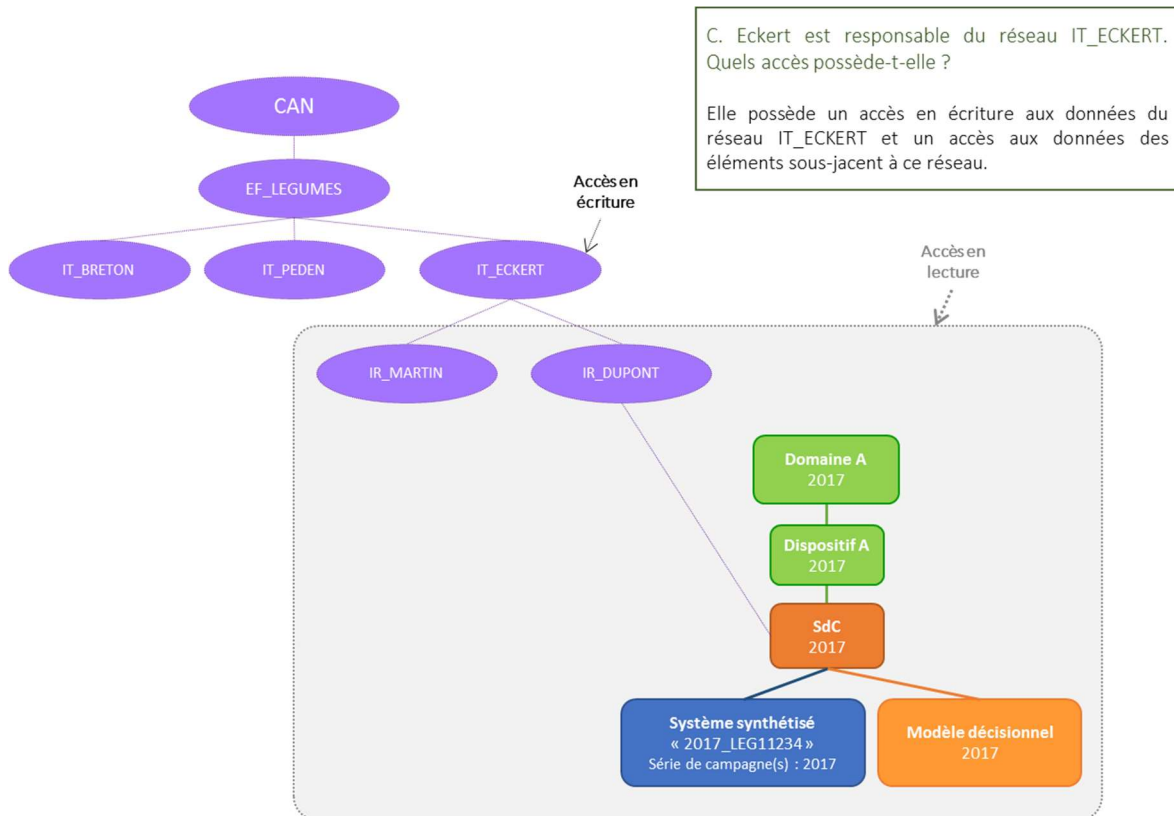 C. Eckert est responsable du réseau IT_ECKERT.
Quels accès possède-t-elle ?
Elle possède un accès en écriture aux données du
réseau IT_ECKERT et un accès aux données des
éléments sous-jacent à ce réseau.
CAN
EF_LEGUMES
Accès en
écriture
IT_BRETON
IT_PEDEN
IT_ECKERT
Accès en
lecture
IR_MARTIN
IR_DUPONT
Domaine A
2017
Dispositif A
2017
SdC
2017
Système synthétisé
« 2017_LEG11234 »
Série de campagne(s) : 2017
Modèle décisionnel
2017